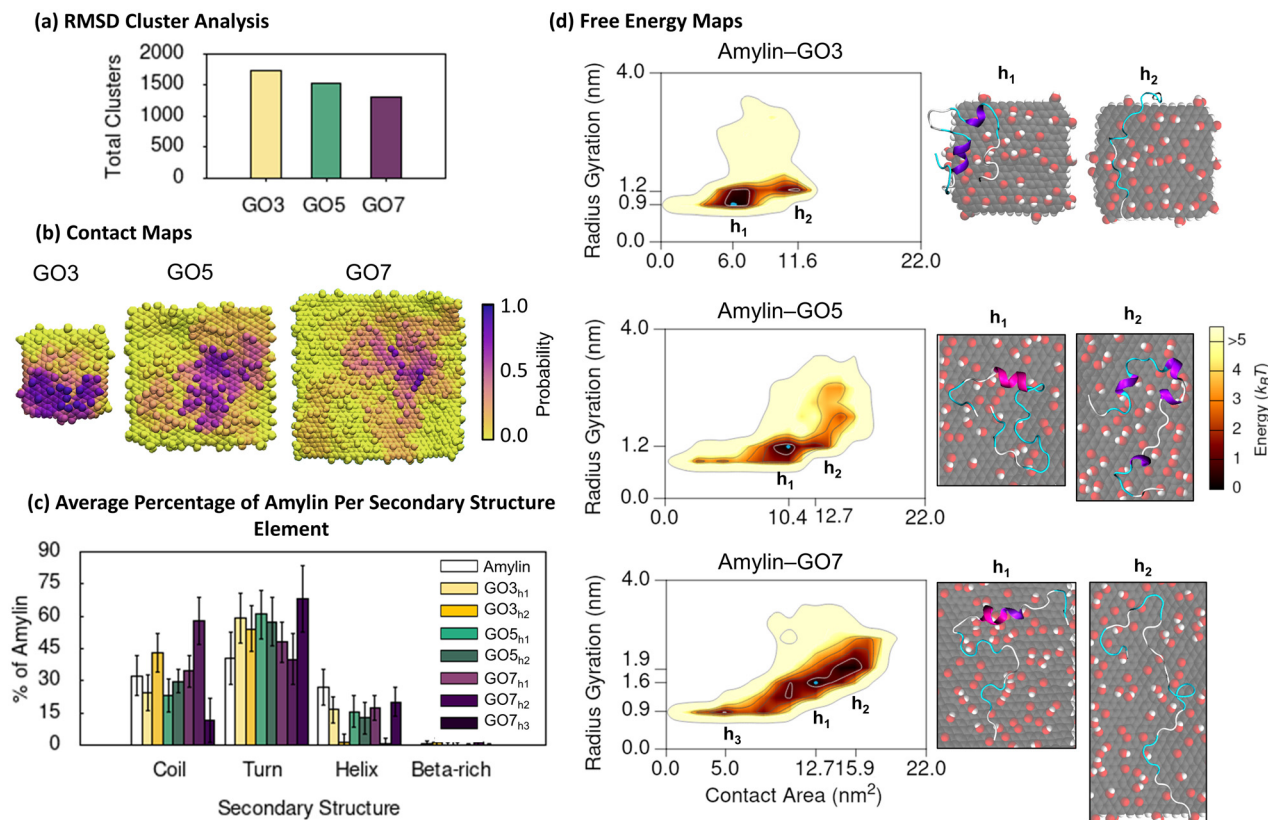 (a) RMSD Cluster Analysis
Total Clusters
2000
1500
1000
500
0
GO3 GO5 GO7
(b) Contact Maps
GO3 GO5 GO7
1.0
0.5
0.0
Probability
(c) Average Percentage of Amylin Per Secondary Structure
Element
% of Amylin
90
75
60
45
30
15
0
Amylin
GO3h1
GO3h2
GO5h1
GO5h2
GO7h1
GO7h2
GO7h3
Coil Turn Helix Beta-rich
Secondary Structure
(d) Free Energy Maps
Amylin–GO3
Radius Gyration (nm)
4.0
1.2
0.9
0.0
h1
h2
0.0 6.0 11.6 22.0
h1 h2
Amylin–GO5
Radius Gyration (nm)
4.0
1.2
0.0
h1
h2
0.0 10.4 12.7 22.0
h1 h2
>5
4
3
2
1
0
Energy (kBT)
Amylin–GO7
Radius Gyration (nm)
4.0
1.9
1.6
0.9
0.0
h3
h1
h2
0.0 5.0 12.7 15.9 22.0
Contact Area (nm²)
h1 h2